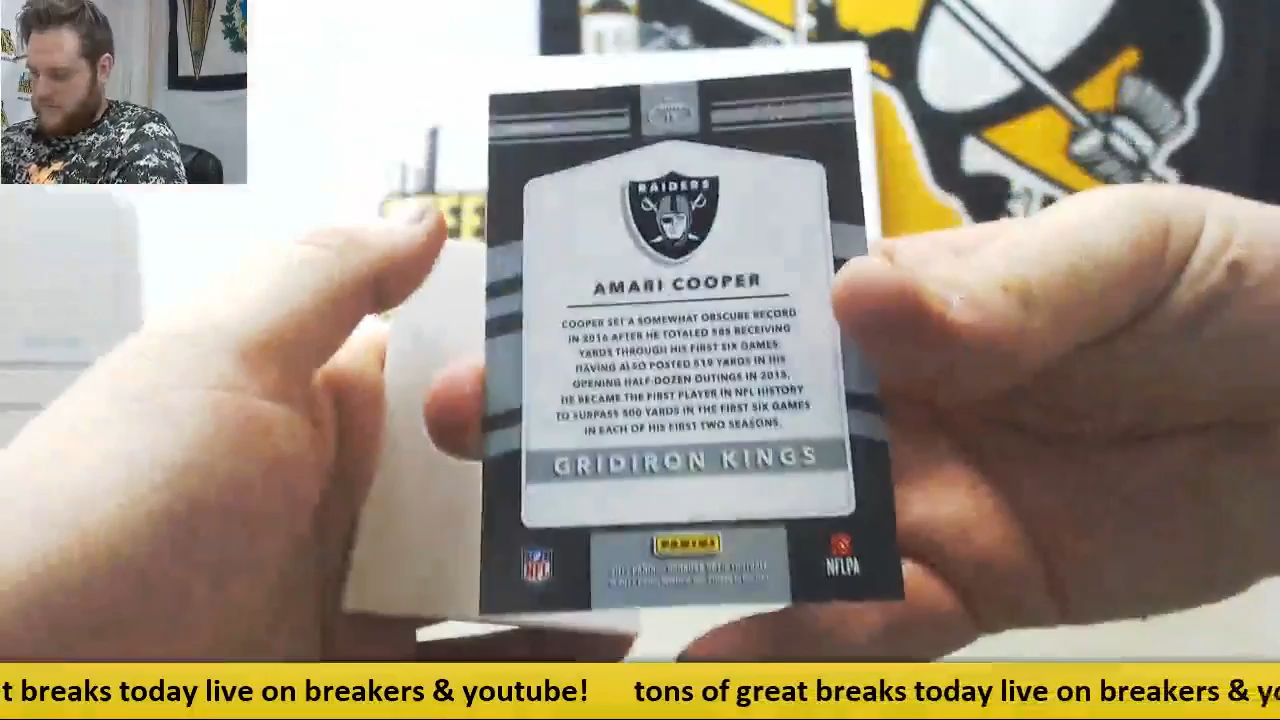 RAIDERS
AMARI COOPER
COOPER SET A SOMEWHAT OBSCURE RECORD
IN 2016 AFTER HE TOTALED 585 RECEIVING
YARDS THROUGH HIS FIRST SIX GAMES.
HAVING ALSO POSTED 519 YARDS IN HIS
OPENING HALF-DOZEN OUTINGS IN 2015,
HE BECAME THE FIRST PLAYER IN NFL HISTORY
TO SURPASS 500 YARDS IN THE FIRST SIX GAMES
IN EACH OF HIS FIRST TWO SEASONS.
GRIDIRON KINGS
PANINI
NFL
NFLPA
t breaks today live on breakers & youtube! tons of great breaks today live on breakers & yo